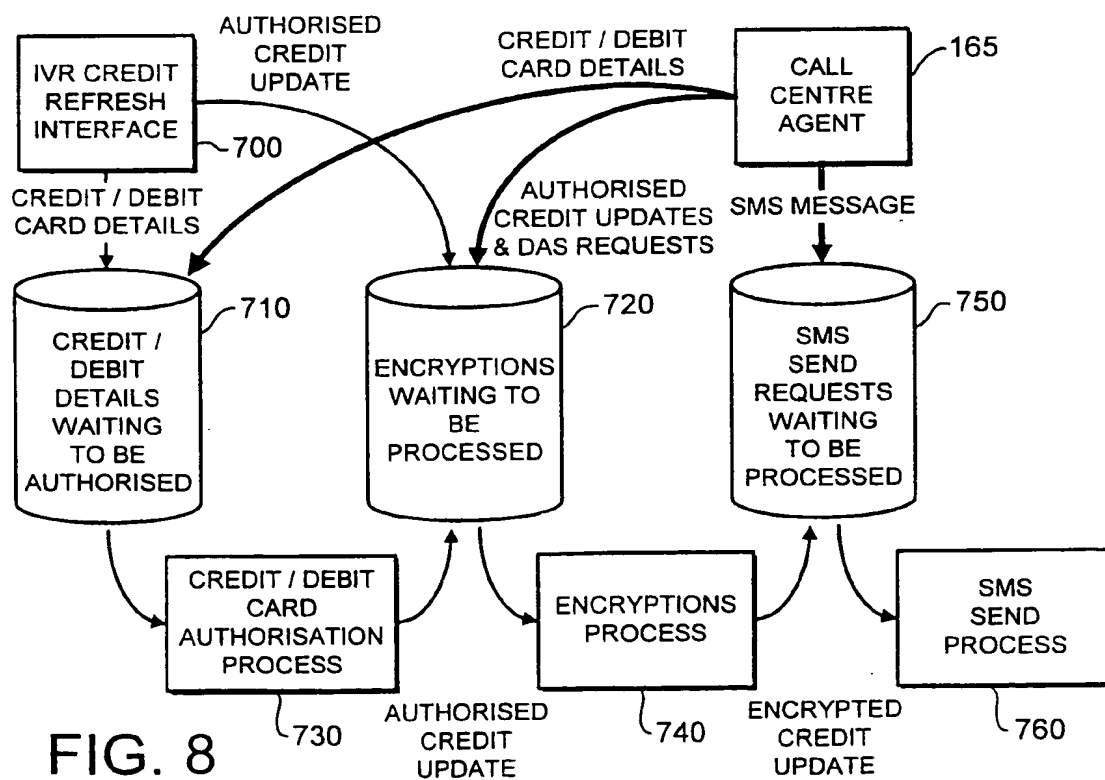 AUTHORISED
CREDIT
UPDATE
CREDIT / DEBIT
CARD DETAILS
165
IVR CREDIT
REFRESH
INTERFACE
700
CALL
CENTRE
AGENT
CREDIT / DEBIT
CARD DETAILS
AUTHORISED
CREDIT UPDATES
& DAS REQUESTS
SMS MESSAGE
710
720
750
CREDIT /
DEBIT
DETAILS
WAITING
TO BE
AUTHORISED
ENCRYPTIONS
WAITING TO
BE
PROCESSED
SMS
SEND
REQUESTS
WAITING
TO BE
PROCESSED
CREDIT / DEBIT
CARD
AUTHORISATION
PROCESS
ENCRYPTIONS
PROCESS
SMS
SEND
PROCESS
730
AUTHORISED
CREDIT
UPDATE
740
ENCRYPTED
CREDIT
UPDATE
760
FIG. 8